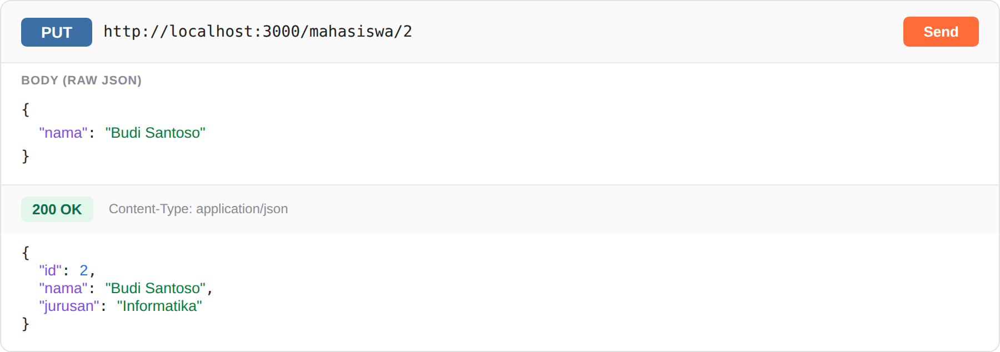 PUT http://localhost:3000/mahasiswa/2 Send
BODY (RAW JSON)
{
  "nama": "Budi Santoso"
}
200 OK Content-Type: application/json
{
  "id": 2,
  "nama": "Budi Santoso",
  "jurusan": "Informatika"
}